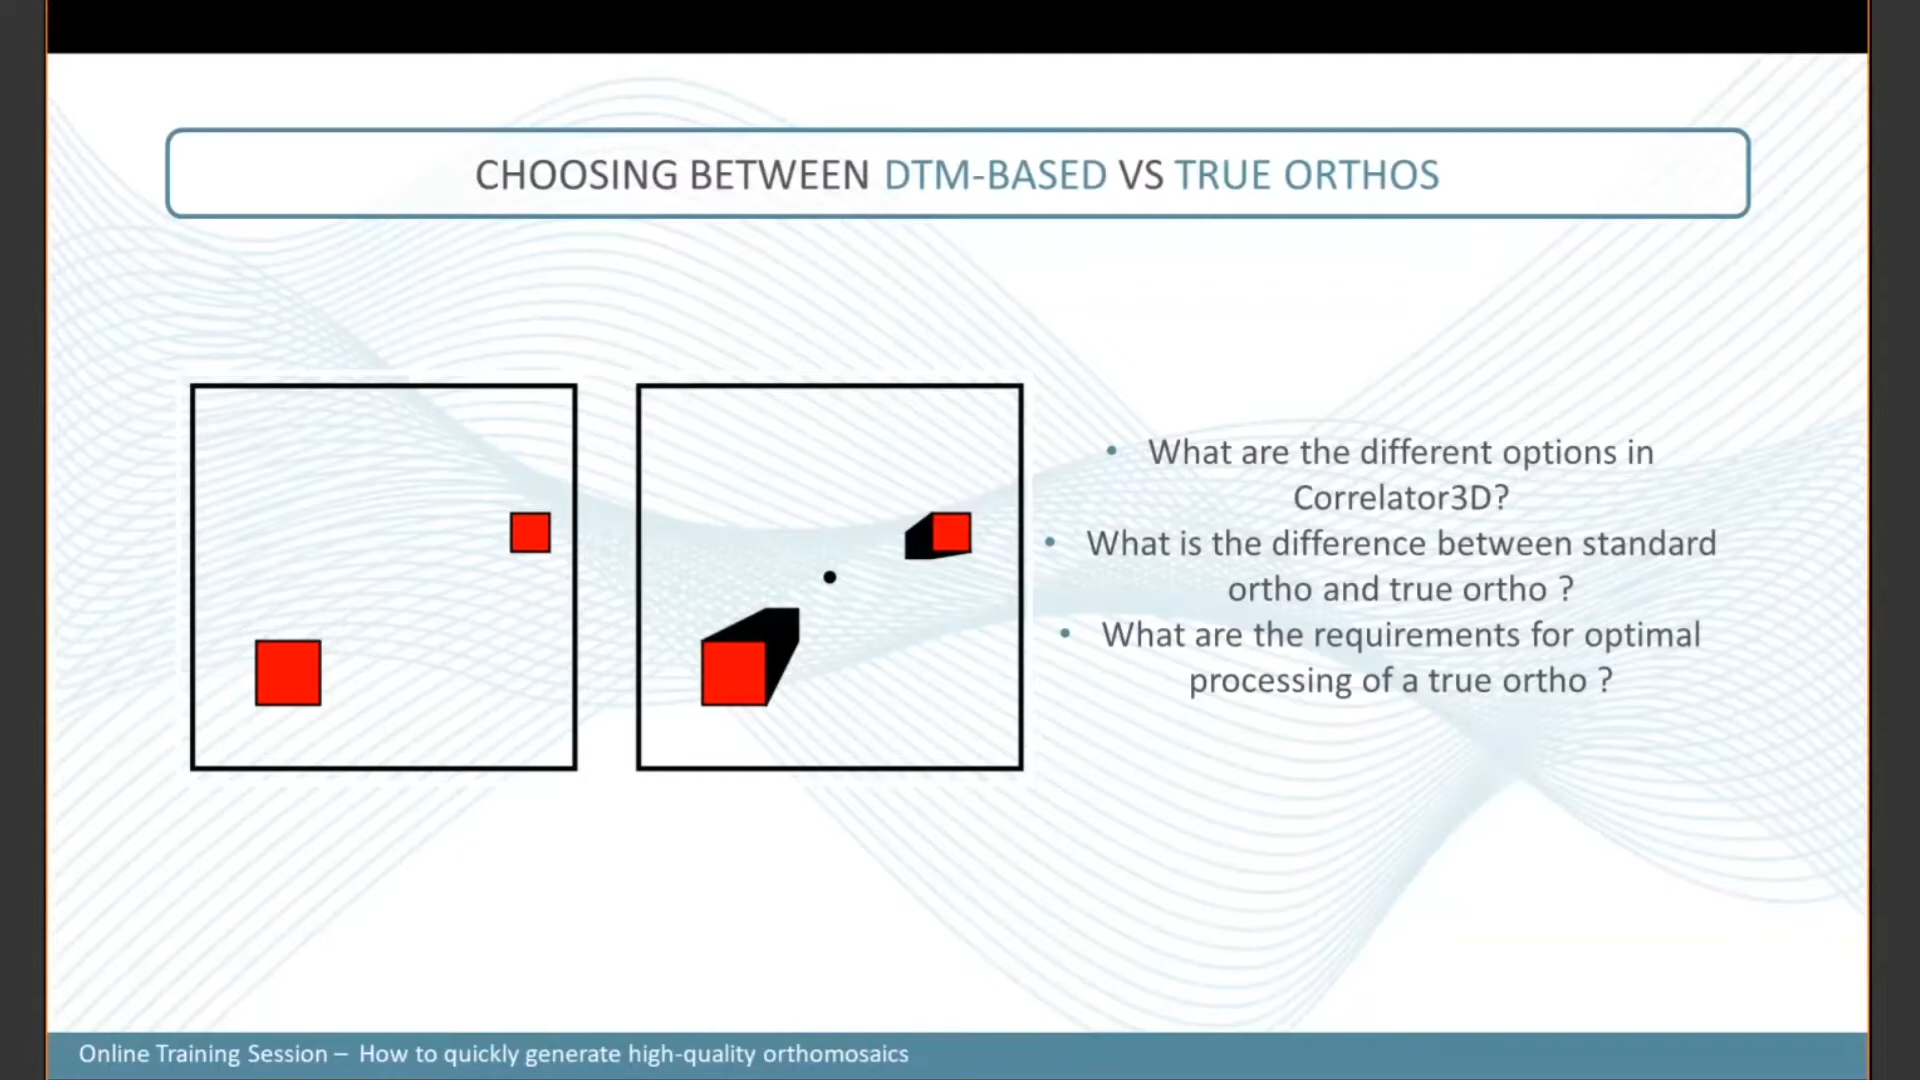 CHOOSING BETWEEN DTM-BASED VS TRUE ORTHOS
• What are the different options in
Correlator3D?
• What is the difference between standard
ortho and true ortho ?
• What are the requirements for optimal
processing of a true ortho ?
Online Training Session – How to quickly generate high-quality orthomosaics